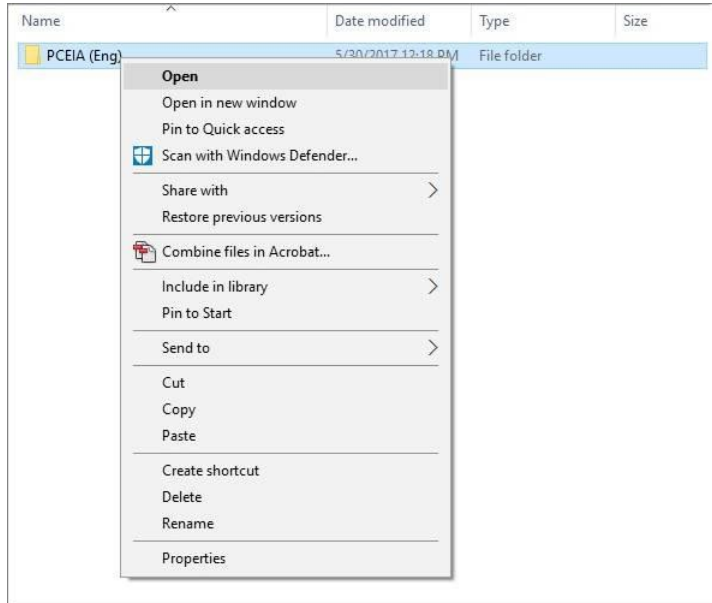 Name Date modified Type Size
PCEIA (Eng) 5/30/2017 12:18 PM File folder
Open
Open in new window
Pin to Quick access
Scan with Windows Defender...
Share with
Restore previous versions
Combine files in Acrobat...
Include in library
Pin to Start
Send to
Cut
Copy
Paste
Create shortcut
Delete
Rename
Properties